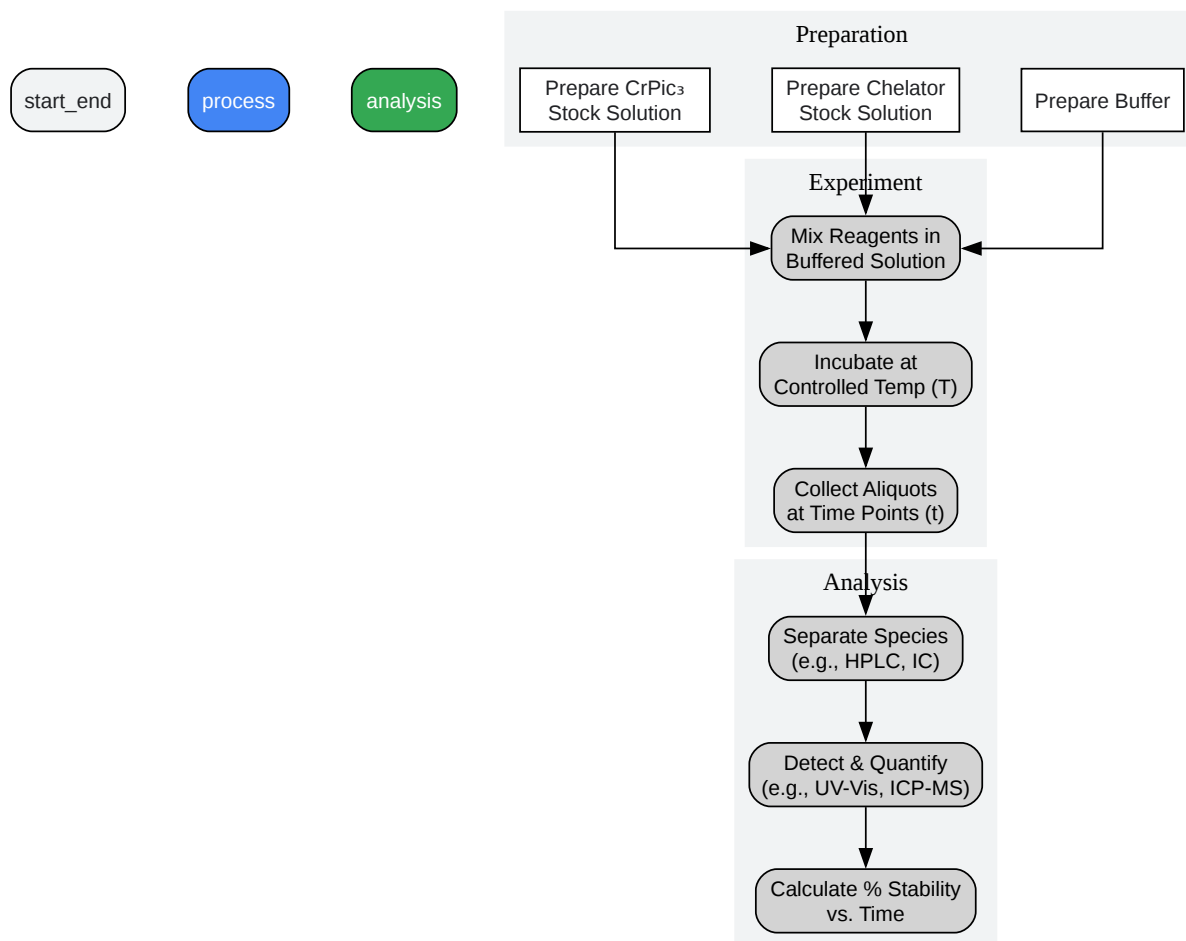 start_end
process
analysis
Preparation
Prepare CrPic₃
Stock Solution
Prepare Chelator
Stock Solution
Prepare Buffer
Experiment
Mix Reagents in
Buffered Solution
Incubate at
Controlled Temp (T)
Collect Aliquots
at Time Points (t)
Analysis
Separate Species
(e.g., HPLC, IC)
Detect & Quantify
(e.g., UV-Vis, ICP-MS)
Calculate % Stability
vs. Time